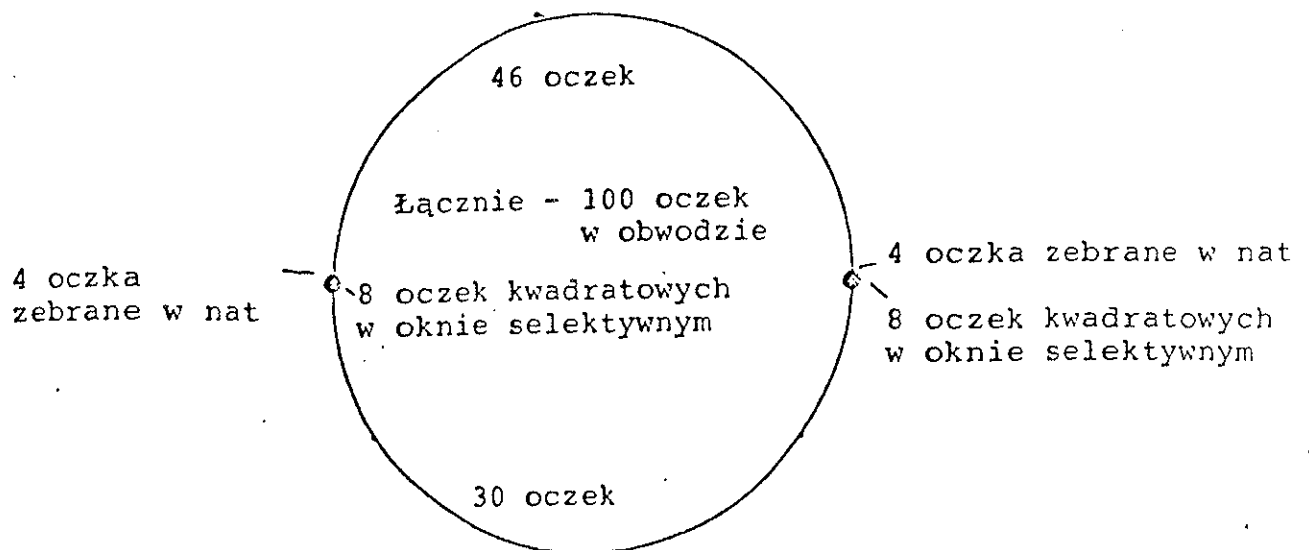 46 oczek
Łącznie - 100 oczek
w obwodzie
4 oczka
zebrane w nat
8 oczek kwadratowych
w oknie selektywnym
4 oczka zebrane w nat
8 oczek kwadratowych
w oknie selektywnym
30 oczek